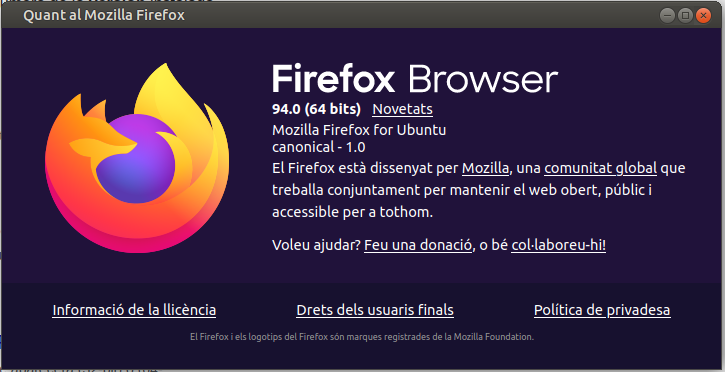 Quant al Mozilla Firefox
Firefox Browser
94.0 (64 bits) Novetats
Mozilla Firefox for Ubuntu
canonical - 1.0
El Firefox està dissenyat per Mozilla, una comunitat global que
treballa conjuntament per mantenir el web obert, públic i
accessible per a tothom.
Voleu ajudar? Feu una donació, o bé col·laboreu-hi!
Informació de la llicència Drets dels usuaris finals Política de privadesa
El Firefox i els logotips del Firefox són marques registrades de la Mozilla Foundation.